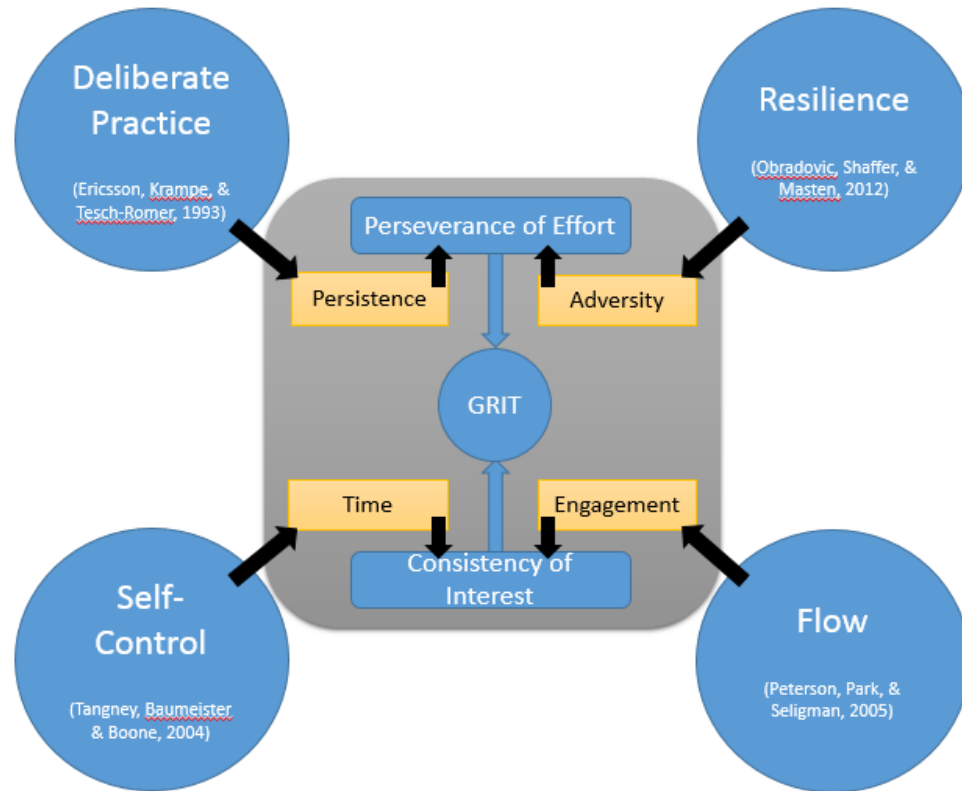 Deliberate
Practice
(Ericsson, Krampe, &
Tesch-Romer, 1993)
Resilience
(Obradovic, Shaffer, &
Masten, 2012)
Perseverance of Effort
Persistence
Adversity
GRIT
Time
Engagement
Consistency of
Interest
Self-
Control
(Tangney, Baumeister
& Boone, 2004)
Flow
(Peterson, Park, &
Seligman, 2005)